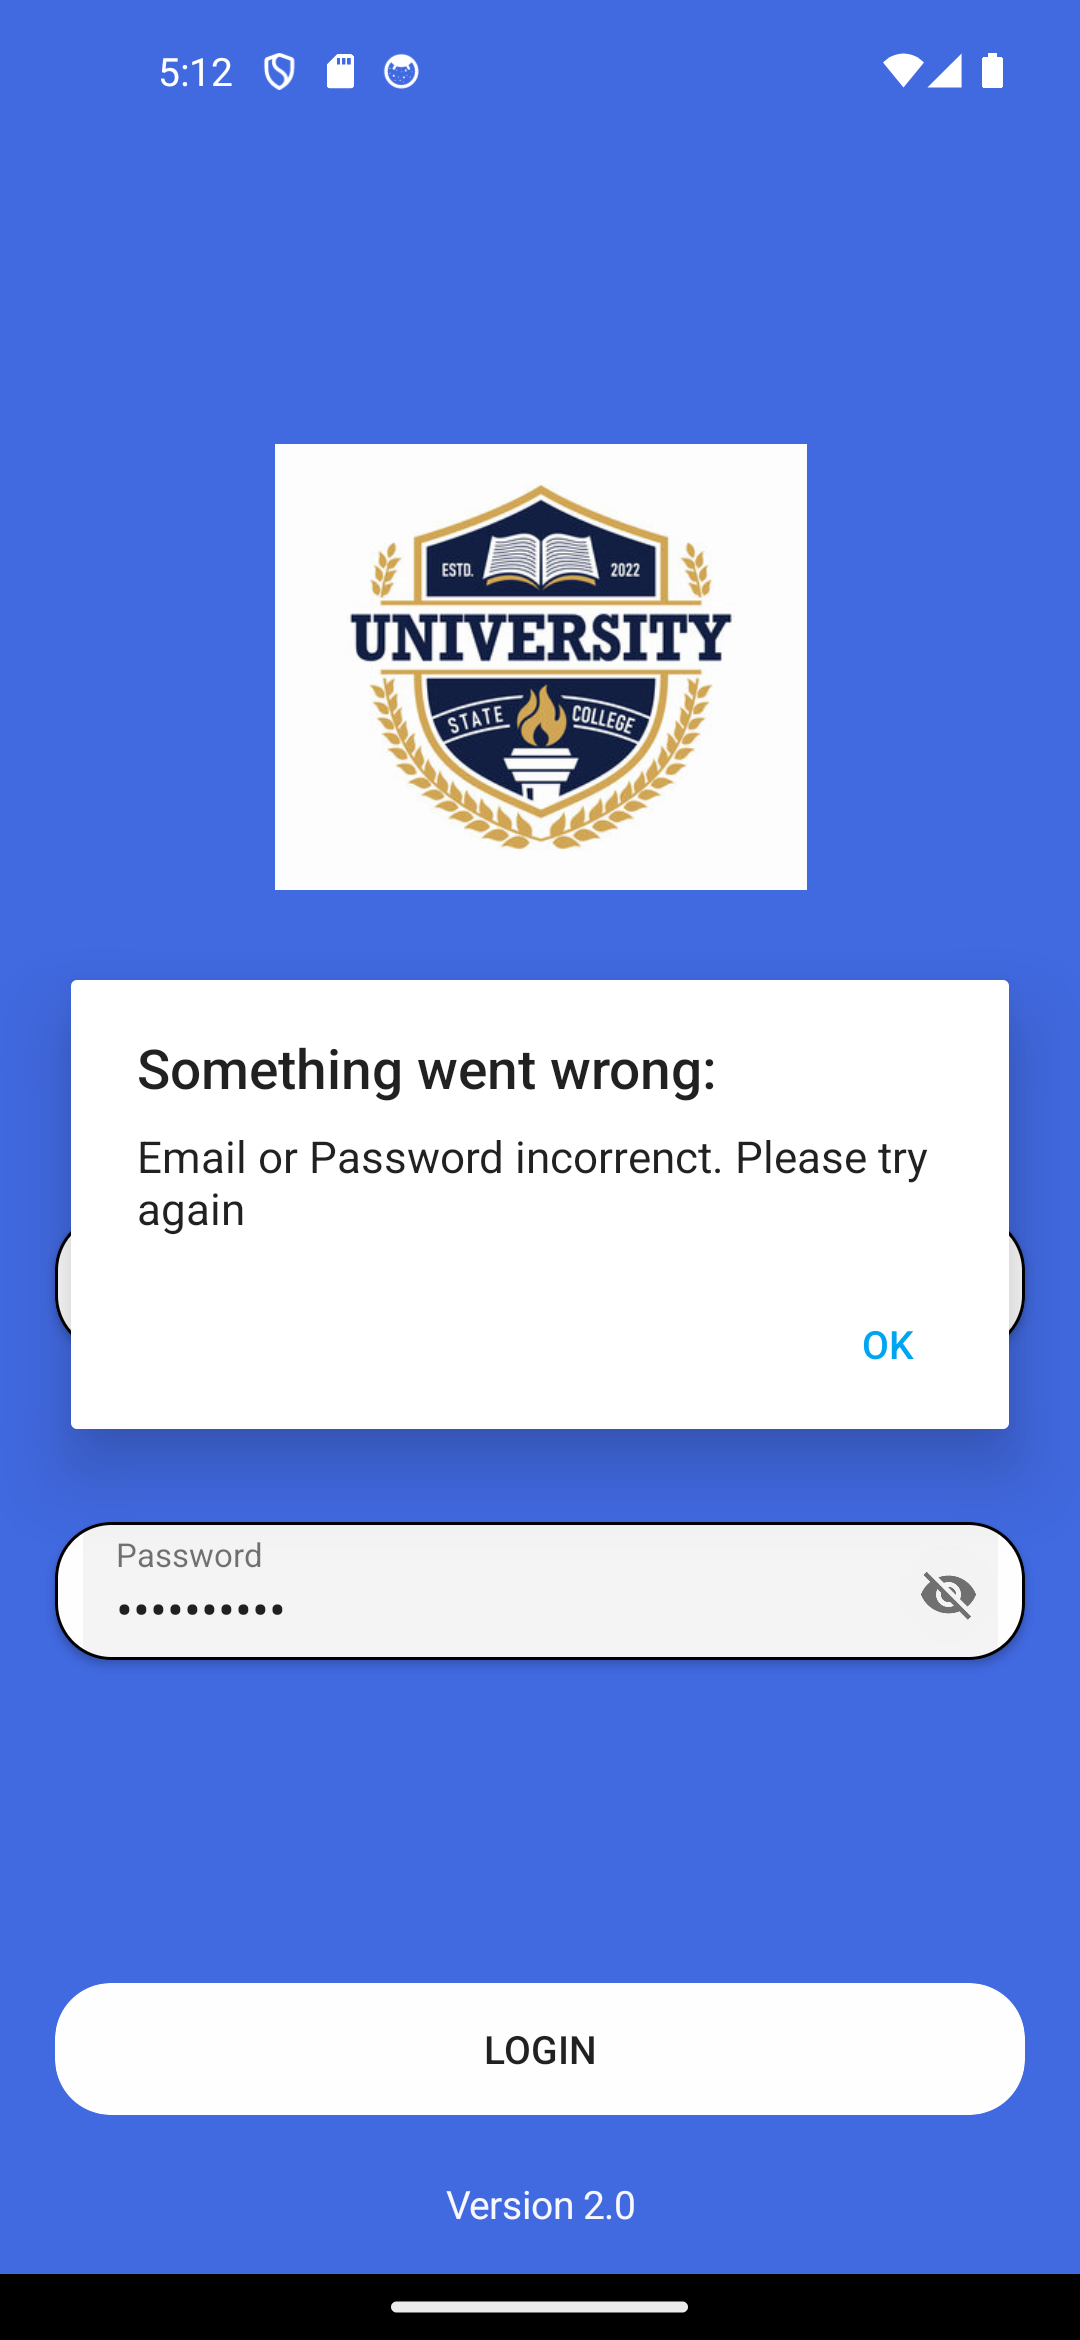 5:12
ESTD. 2022
UNIVERSITY
STATE COLLEGE
Something went wrong:
Email or Password incorrenct. Please try
again
OK
Password
••••••••••
LOGIN
Version 2.0